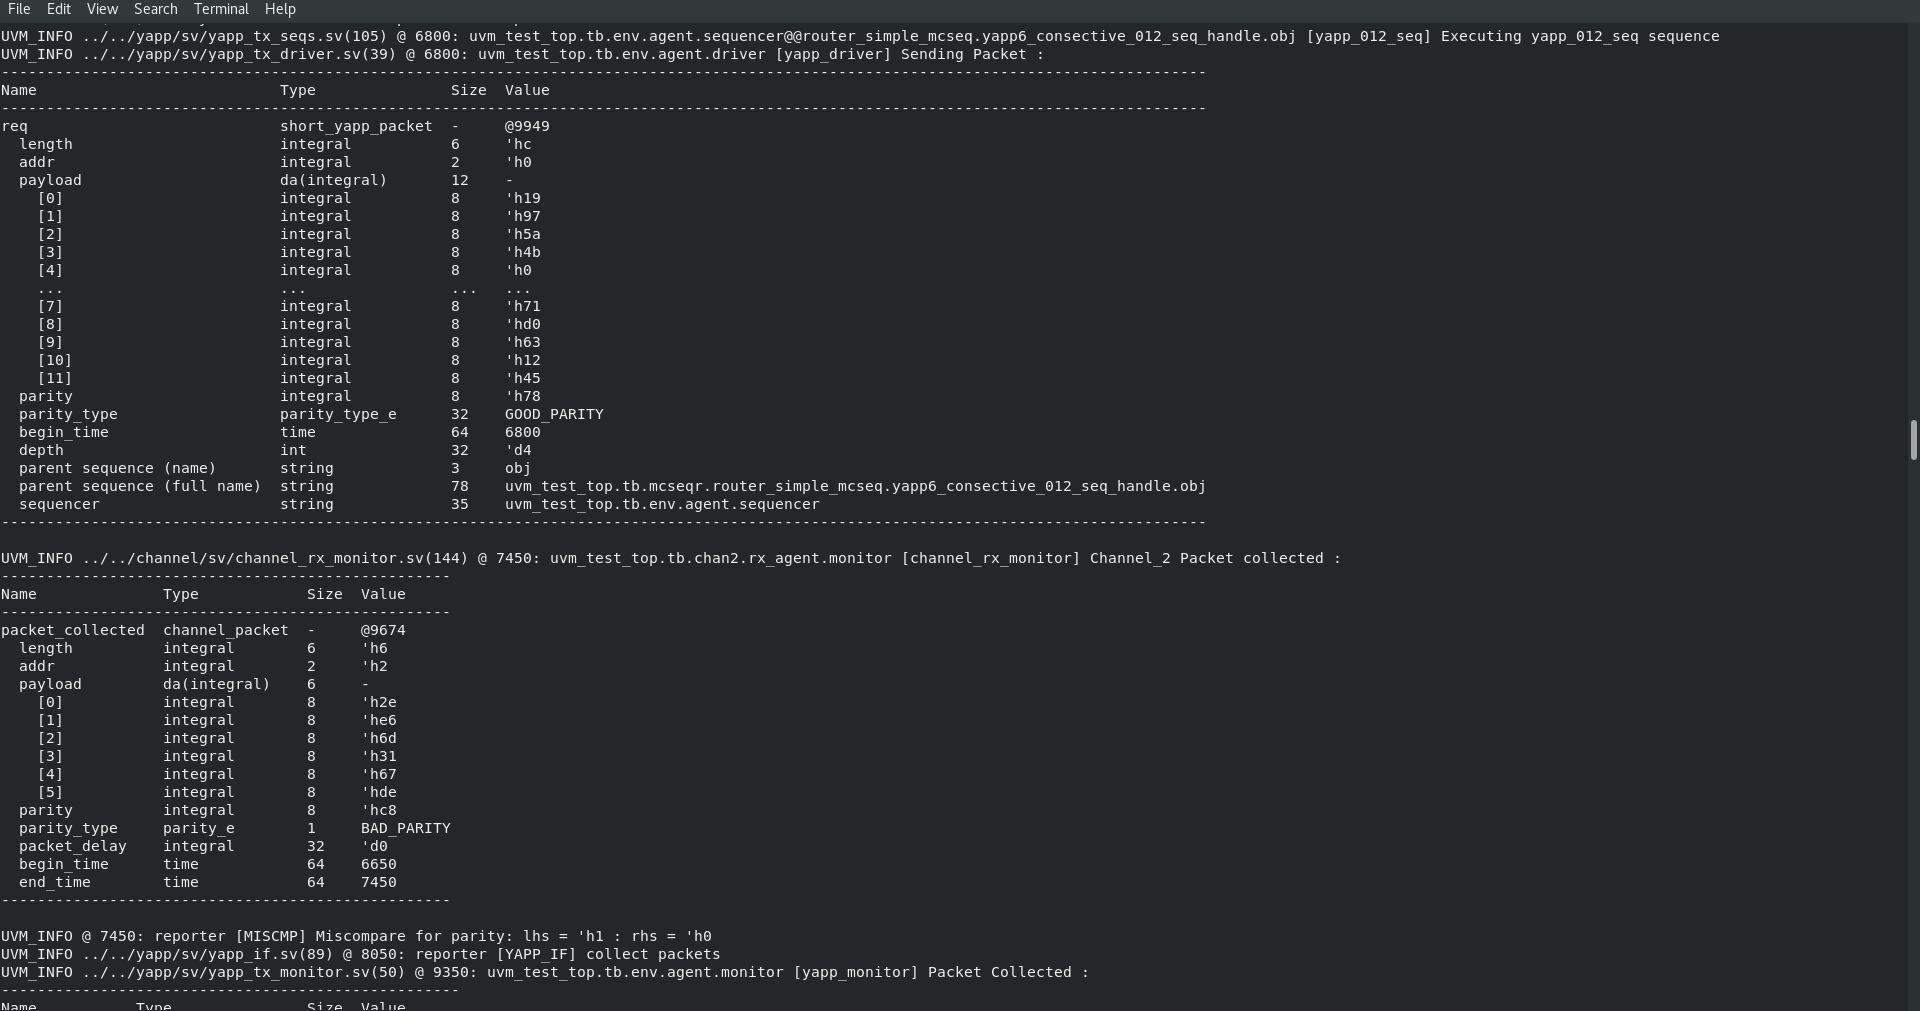 File Edit View Search Terminal Help
UVM_INFO ../../yapp/sv/yapp_tx_seqs.sv(105) @ 6800: uvm_test_top.tb.env.agent.sequencer@@router_simple_mcseq.yapp6_consective_012_seq_handle.obj [yapp_012_seq] Executing yapp_012_seq sequence
UVM_INFO ../../yapp/sv/yapp_tx_driver.sv(39) @ 6800: uvm_test_top.tb.env.agent.driver [yapp_driver] Sending Packet :
--------------------------------------------------------------------------------------------------------------------------------------
Name                           Type               Size  Value
--------------------------------------------------------------------------------------------------------------------------------------
req                            short_yapp_packet  -     @9949
  length                       integral           6     'hc
  addr                         integral           2     'h0
  payload                      da(integral)       12    -
    [0]                        integral           8     'h19
    [1]                        integral           8     'h97
    [2]                        integral           8     'h5a
    [3]                        integral           8     'h4b
    [4]                        integral           8     'h0
    ...                        ...                ...   ...
    [7]                        integral           8     'h71
    [8]                        integral           8     'hd0
    [9]                        integral           8     'h63
    [10]                       integral           8     'h12
    [11]                       integral           8     'h45
  parity                       integral           8     'h78
  parity_type                  parity_type_e      32    GOOD_PARITY
  begin_time                   time               64    6800
  depth                        int                32    'd4
  parent sequence (name)       string             3     obj
  parent sequence (full name)  string             78    uvm_test_top.tb.mcseqr.router_simple_mcseq.yapp6_consective_012_seq_handle.obj
  sequencer                    string             35    uvm_test_top.tb.env.agent.sequencer
--------------------------------------------------------------------------------------------------------------------------------------
UVM_INFO ../../channel/sv/channel_rx_monitor.sv(144) @ 7450: uvm_test_top.tb.chan2.rx_agent.monitor [channel_rx_monitor] Channel_2 Packet collected :
--------------------------------------------------
Name              Type            Size  Value
--------------------------------------------------
packet_collected  channel_packet  -     @9674
  length          integral        6     'h6
  addr            integral        2     'h2
  payload         da(integral)    6     -
    [0]           integral        8     'h2e
    [1]           integral        8     'he6
    [2]           integral        8     'h6d
    [3]           integral        8     'h31
    [4]           integral        8     'h67
    [5]           integral        8     'hde
  parity          integral        8     'hc8
  parity_type     parity_e        1     BAD_PARITY
  packet_delay    integral        32    'd0
  begin_time      time            64    6650
  end_time        time            64    7450
--------------------------------------------------
UVM_INFO @ 7450: reporter [MISCMP] Miscompare for parity: lhs = 'h1 : rhs = 'h0
UVM_INFO ../../yapp/sv/yapp_if.sv(89) @ 8050: reporter [YAPP_IF] collect packets
UVM_INFO ../../yapp/sv/yapp_tx_monitor.sv(50) @ 9350: uvm_test_top.tb.env.agent.monitor [yapp_monitor] Packet Collected :
---------------------------------------------------
Name           Type               Size  Value